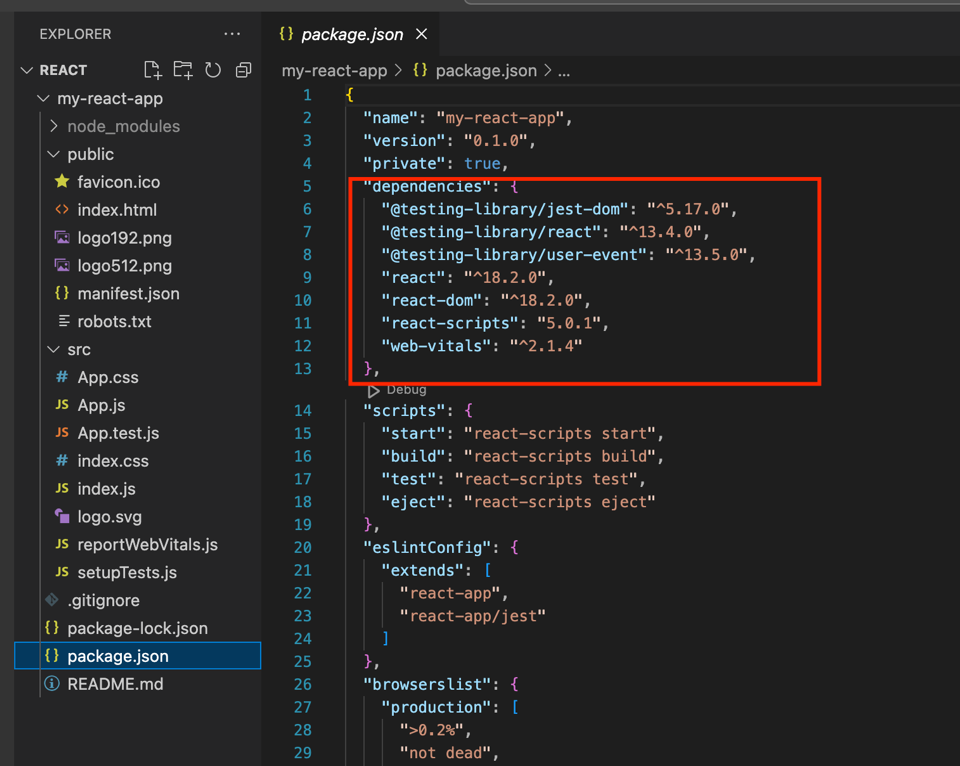 EXPLORER
REACT
my-react-app
node_modules
public
favicon.ico
index.html
logo192.png
logo512.png
manifest.json
robots.txt
src
App.css
App.js
App.test.js
index.css
index.js
logo.svg
reportWebVitals.js
setupTests.js
.gitignore
package-lock.json
package.json
README.md
{} package.json
my-react-app > {} package.json > ...
1 {
2 "name": "my-react-app",
3 "version": "0.1.0",
4 "private": true,
5 "dependencies": {
6 "@testing-library/jest-dom": "^5.17.0",
7 "@testing-library/react": "^13.4.0",
8 "@testing-library/user-event": "^13.5.0",
9 "react": "^18.2.0",
10 "react-dom": "^18.2.0",
11 "react-scripts": "5.0.1",
12 "web-vitals": "^2.1.4"
13 },
Debug
14 "scripts": {
15 "start": "react-scripts start",
16 "build": "react-scripts build",
17 "test": "react-scripts test",
18 "eject": "react-scripts eject"
19 },
20 "eslintConfig": {
21 "extends": [
22 "react-app",
23 "react-app/jest"
24 ]
25 },
26 "browserslist": {
27 "production": [
28 ">0.2%",
29 "not dead",